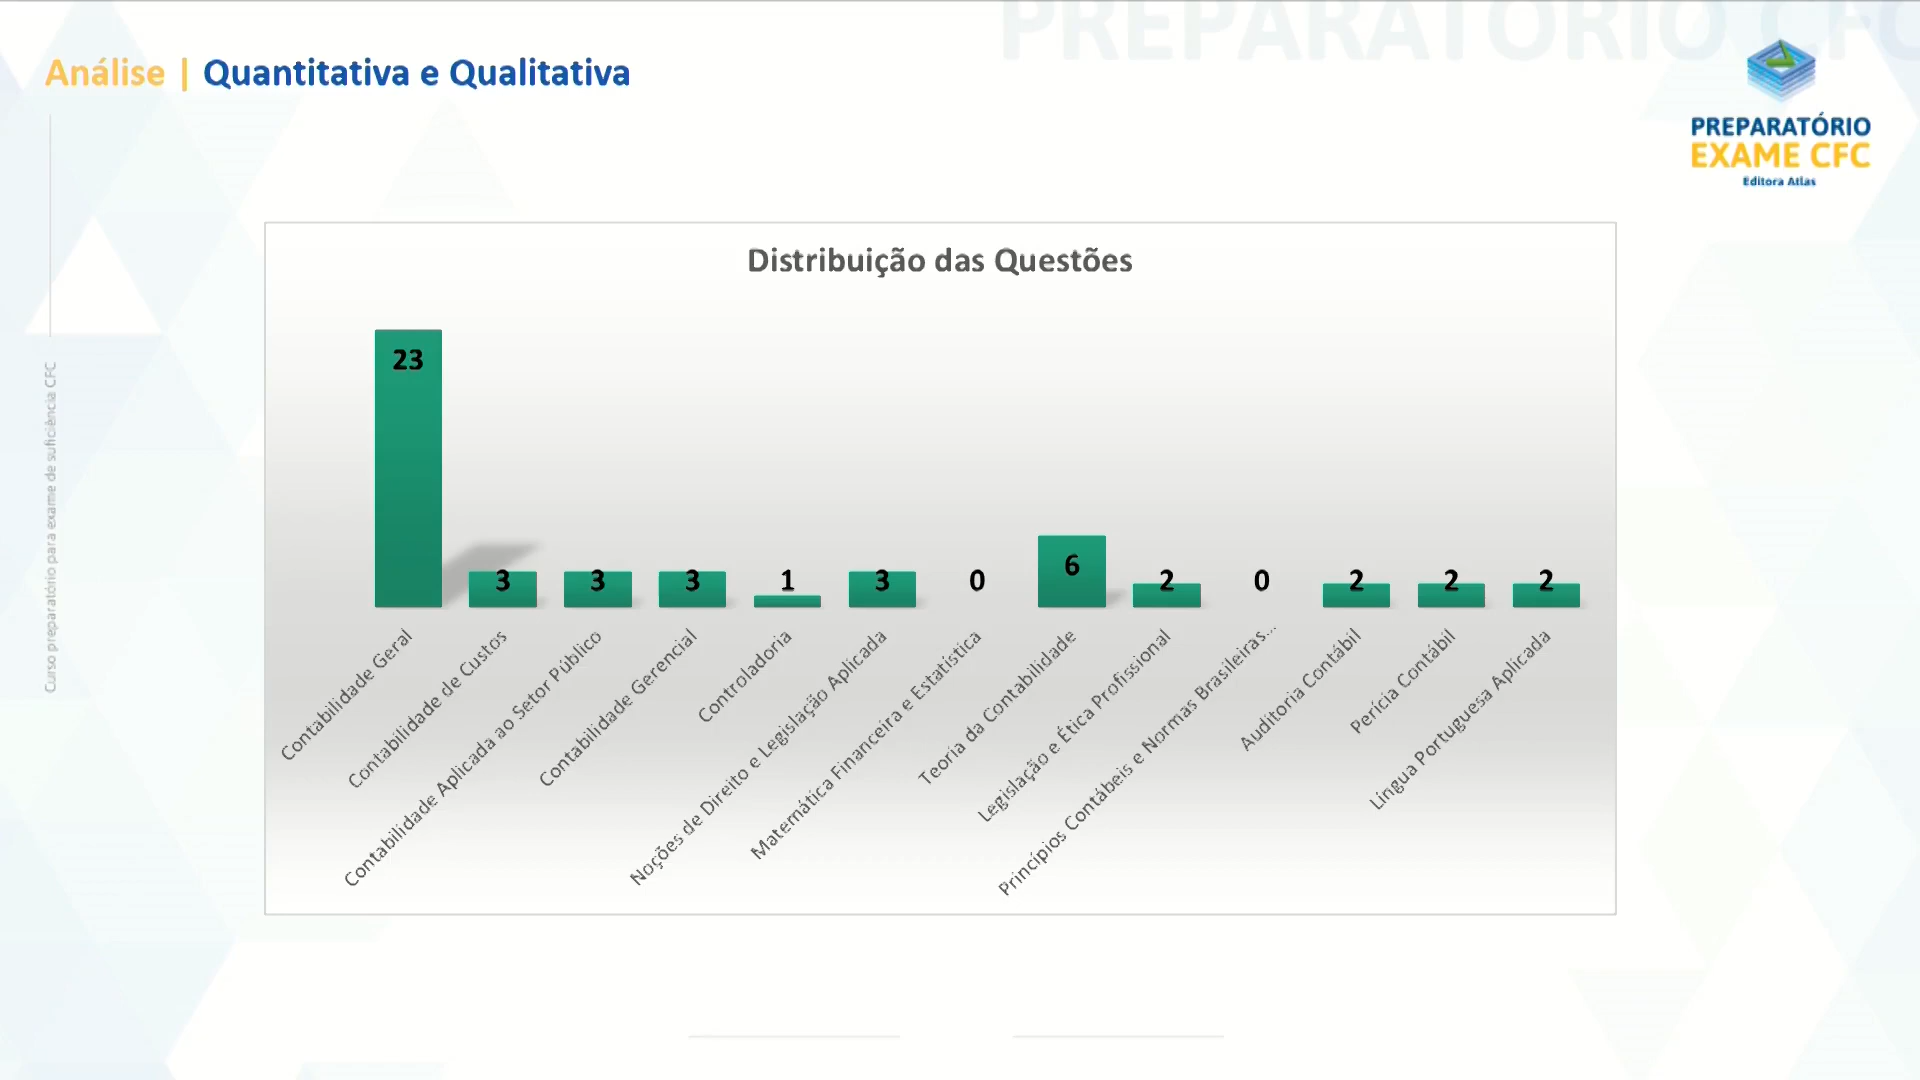 PREPARATÓRIO CFC
Análise | Quantitativa e Qualitativa
PREPARATÓRIO
EXAME CFC
Editora Atlas
Curso preparatório para exame de suficiência CFC
Distribuição das Questões
23
3
3
3
1
3
0
6
2
0
2
2
2
Contabilidade Geral
Contabilidade de Custos
Contabilidade Aplicada ao Setor Público
Contabilidade Gerencial
Controladoria
Noções de Direito e Legislação Aplicada
Matemática Financeira e Estatística
Teoria da Contabilidade
Legislação e Ética Profissional
Princípios Contábeis e Normas Brasileiras...
Auditoria Contábil
Perícia Contábil
Língua Portuguesa Aplicada